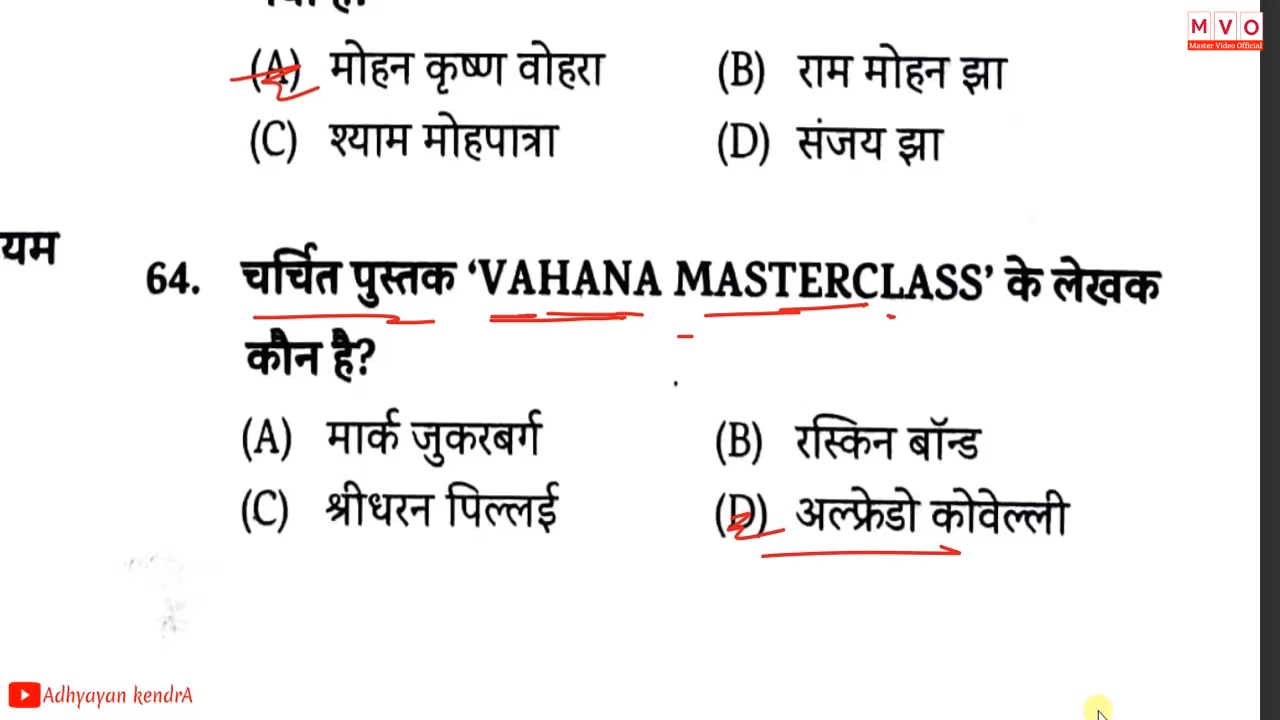 M V O
Master Video Official
(A) मोहन कृष्ण वोहरा (B) राम मोहन झा
(C) श्याम मोहपात्रा (D) संजय झा
यम
64. चर्चित पुस्तक ‘VAHANA MASTERCLASS’ के लेखक
कौन है?
(A) मार्क जुकरबर्ग (B) रस्किन बॉन्ड
(C) श्रीधरन पिल्लई (D) अल्फ्रेडो कोवेल्ली
Adhyayan kendrA